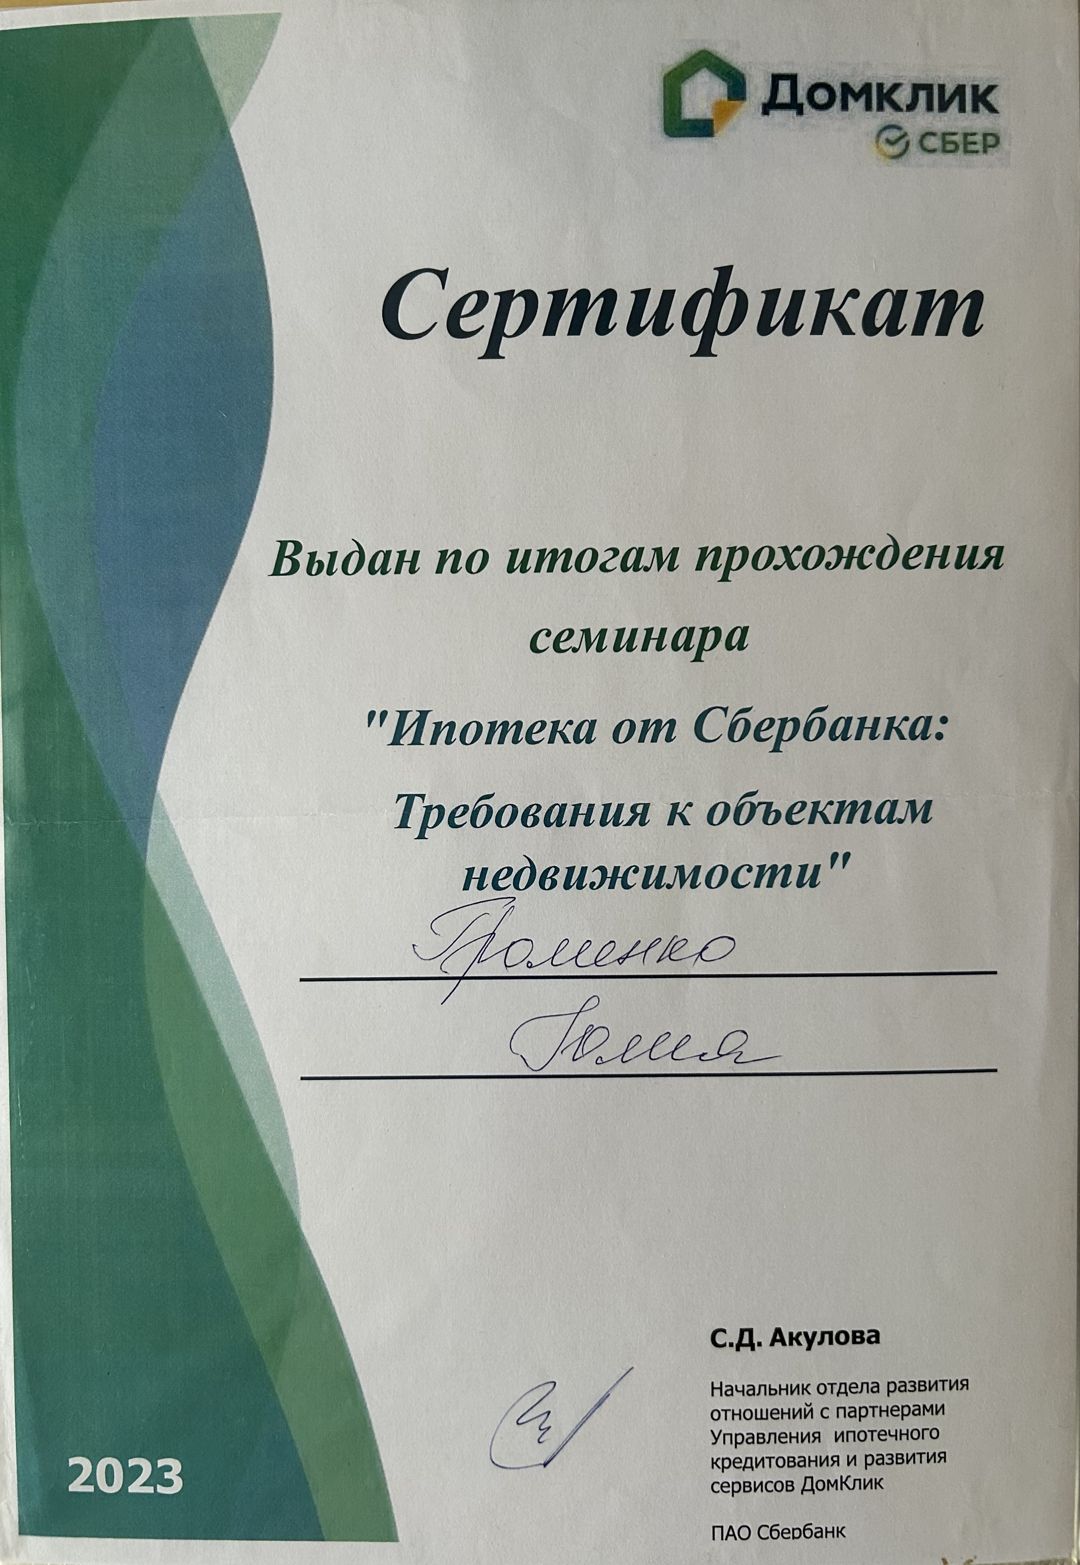 Домклик
СБЕР
Сертификат
Выдан по итогам прохождения
семинара
"Ипотека от Сбербанка:
Требования к объектам
недвижимости"
Громенко
Юлия
С.Д. Акулова
Начальник отдела развития
отношений с партнерами
Управления ипотечного
кредитования и развития
сервисов ДомКлик
ПАО Сбербанк
2023